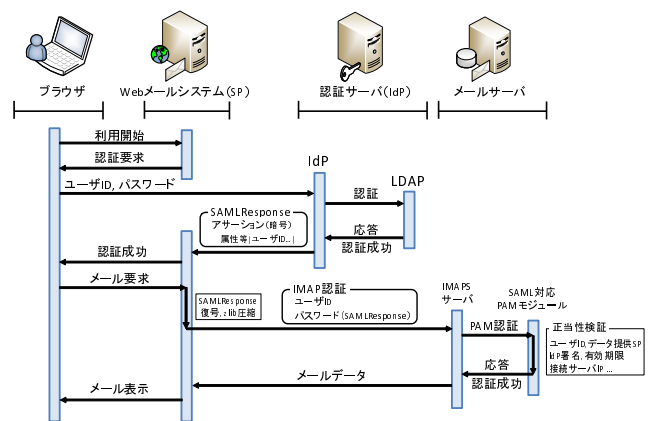 ブラウザ
Webメールシステム(SP)
認証サーバ(IdP)
メールサーバ
利用開始
認証要求
IdP
ユーザID, パスワード
認証
LDAP
SAMLResponse
アサーション(暗号)
属性等[ユーザID...]
応答
認証成功
認証成功
メール要求
SAMLResponse
復号, zlib圧縮
IMAP認証
ユーザID
パスワード(SAMLResponse)
IMAPS
サーバ
SAML対応
PAMモジュール
PAM認証
正当性検証
ユーザID, データ提供SP
IdP署名, 有効期限
接続サーバIP ...
応答
認証成功
メールデータ
メール表示